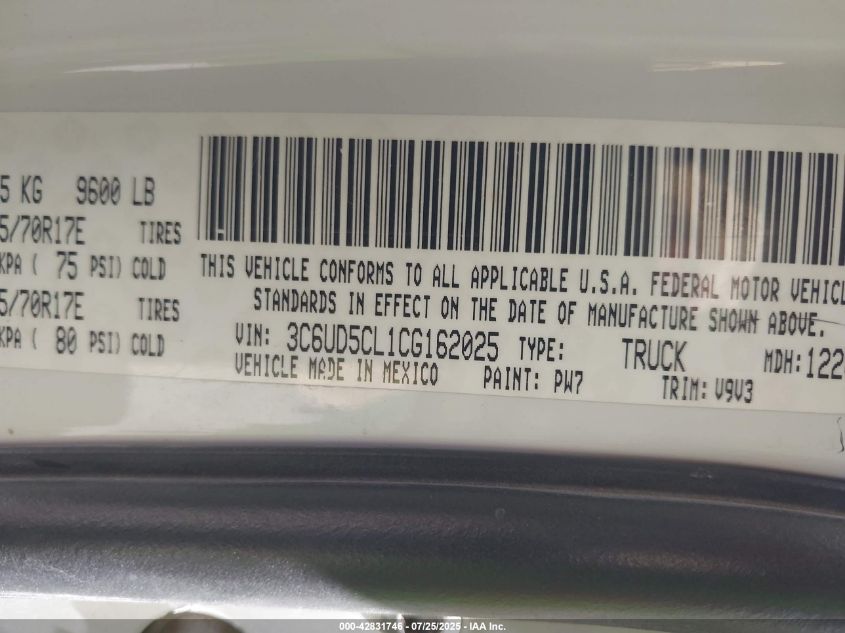 5 KG 9600 LB
5/70R17E TIRES
KPA ( 75 PSI) COLD
5/70R17E TIRES
KPA ( 80 PSI) COLD
THIS VEHICLE CONFORMS TO ALL APPLICABLE U.S.A. FEDERAL MOTOR VEHICL
STANDARDS IN EFFECT ON THE DATE OF MANUFACTURE SHOWN ABOVE.
VIN: 3C6UD5CL1CG162025 TYPE: TRUCK MDH: 122
VEHICLE MADE IN MEXICO PAINT: PW7 TRIM: V9V3
000-42831746 - 07/25/2025 - IAA Inc.